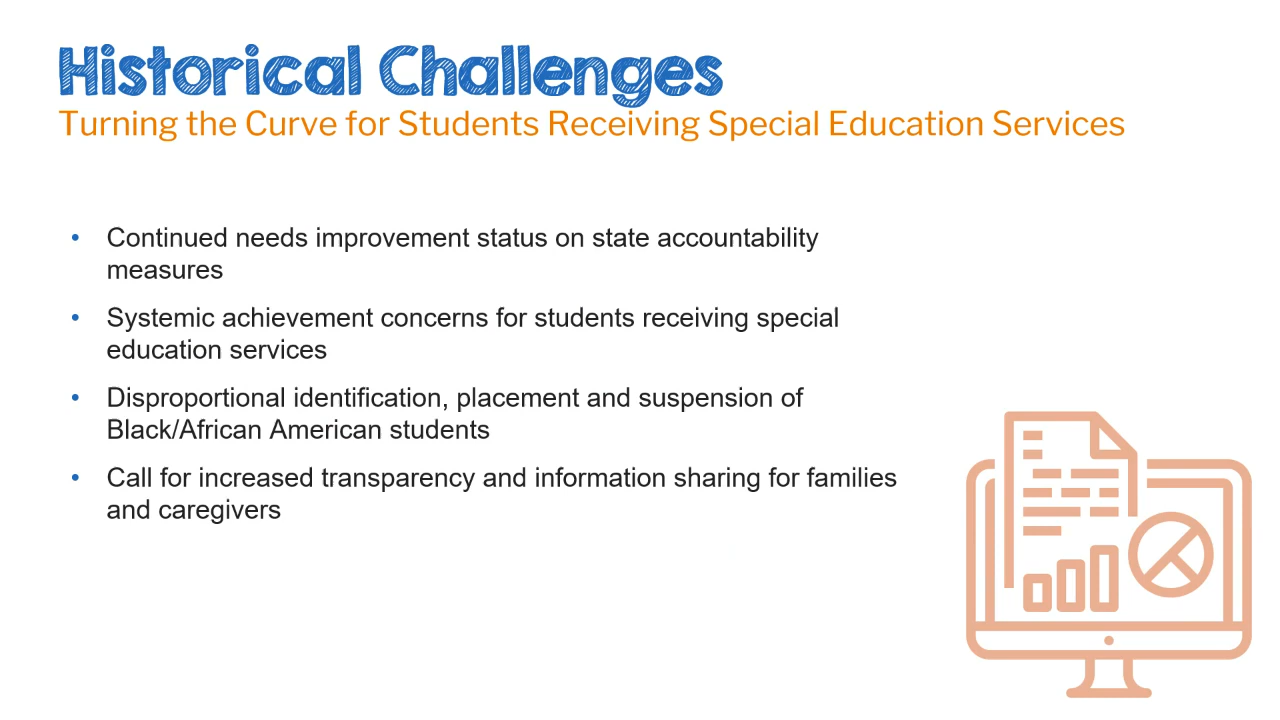 Historical Challenges
Turning the Curve for Students Receiving Special Education Services
• Continued needs improvement status on state accountability
measures
• Systemic achievement concerns for students receiving special
education services
• Disproportional identification, placement and suspension of
Black/African American students
• Call for increased transparency and information sharing for families
and caregivers